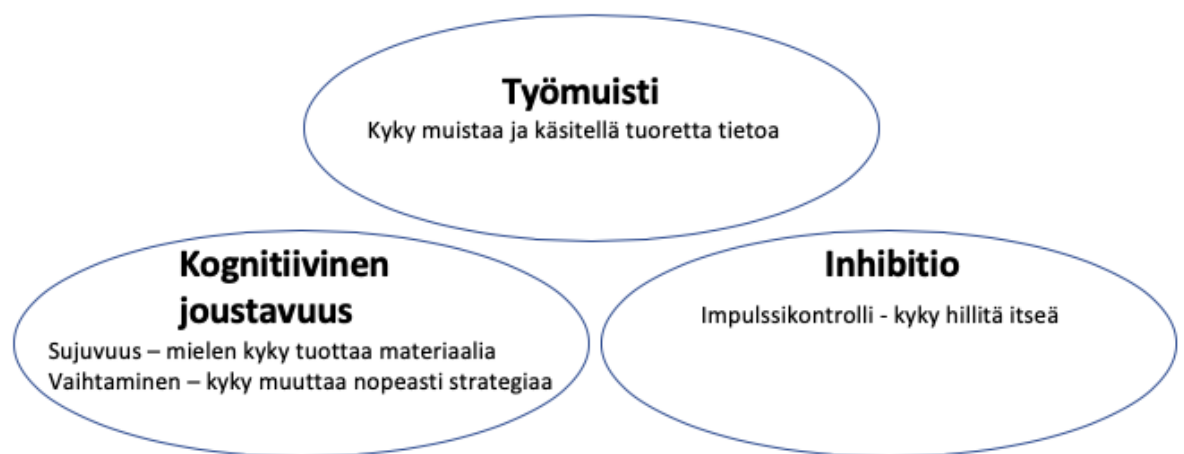 Työmuisti
Kyky muistaa ja käsitellä tuoretta tietoa
Kognitiivinen
joustavuus
Sujuvuus – mielen kyky tuottaa materiaalia
Vaihtaminen – kyky muuttaa nopeasti strategiaa
Inhibitio
Impulssikontrolli - kyky hillitä itseä